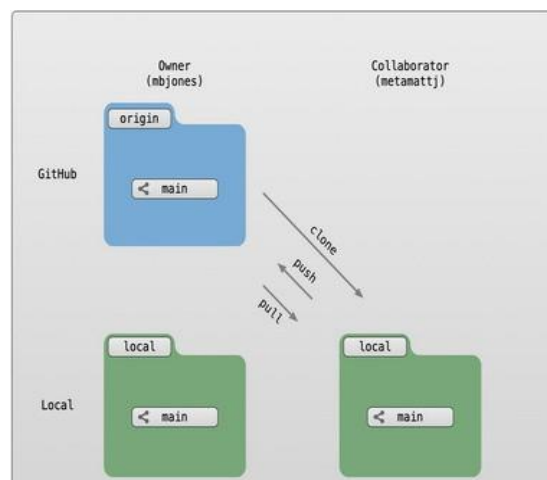 Owner
(mbjones)
Collaborator
(metamattj)
origin
GitHub
main
clone
push
pull
local
local
Local
main
main